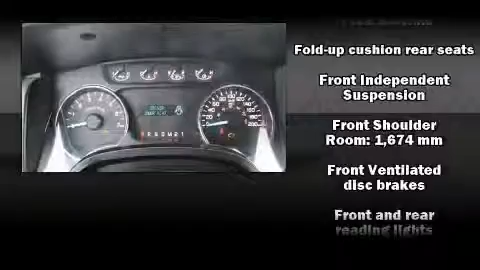 Fold-up cushion rear seats
Front Independent
Suspension
Front Shoulder
Room: 1,674 mm
Front Ventilated
disc brakes
Front and rear
reading lights